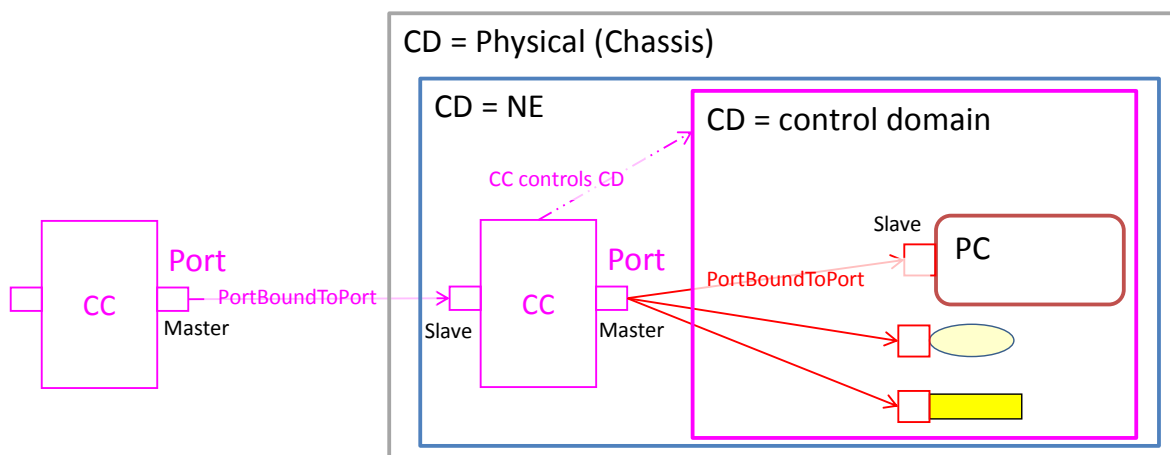 CD = Physical (Chassis)
CD = NE
CD = control domain
CC controls CD
Slave
PC
Port
Port
PortBoundToPort
PortBoundToPort
CC
CC
Master
Slave
Master